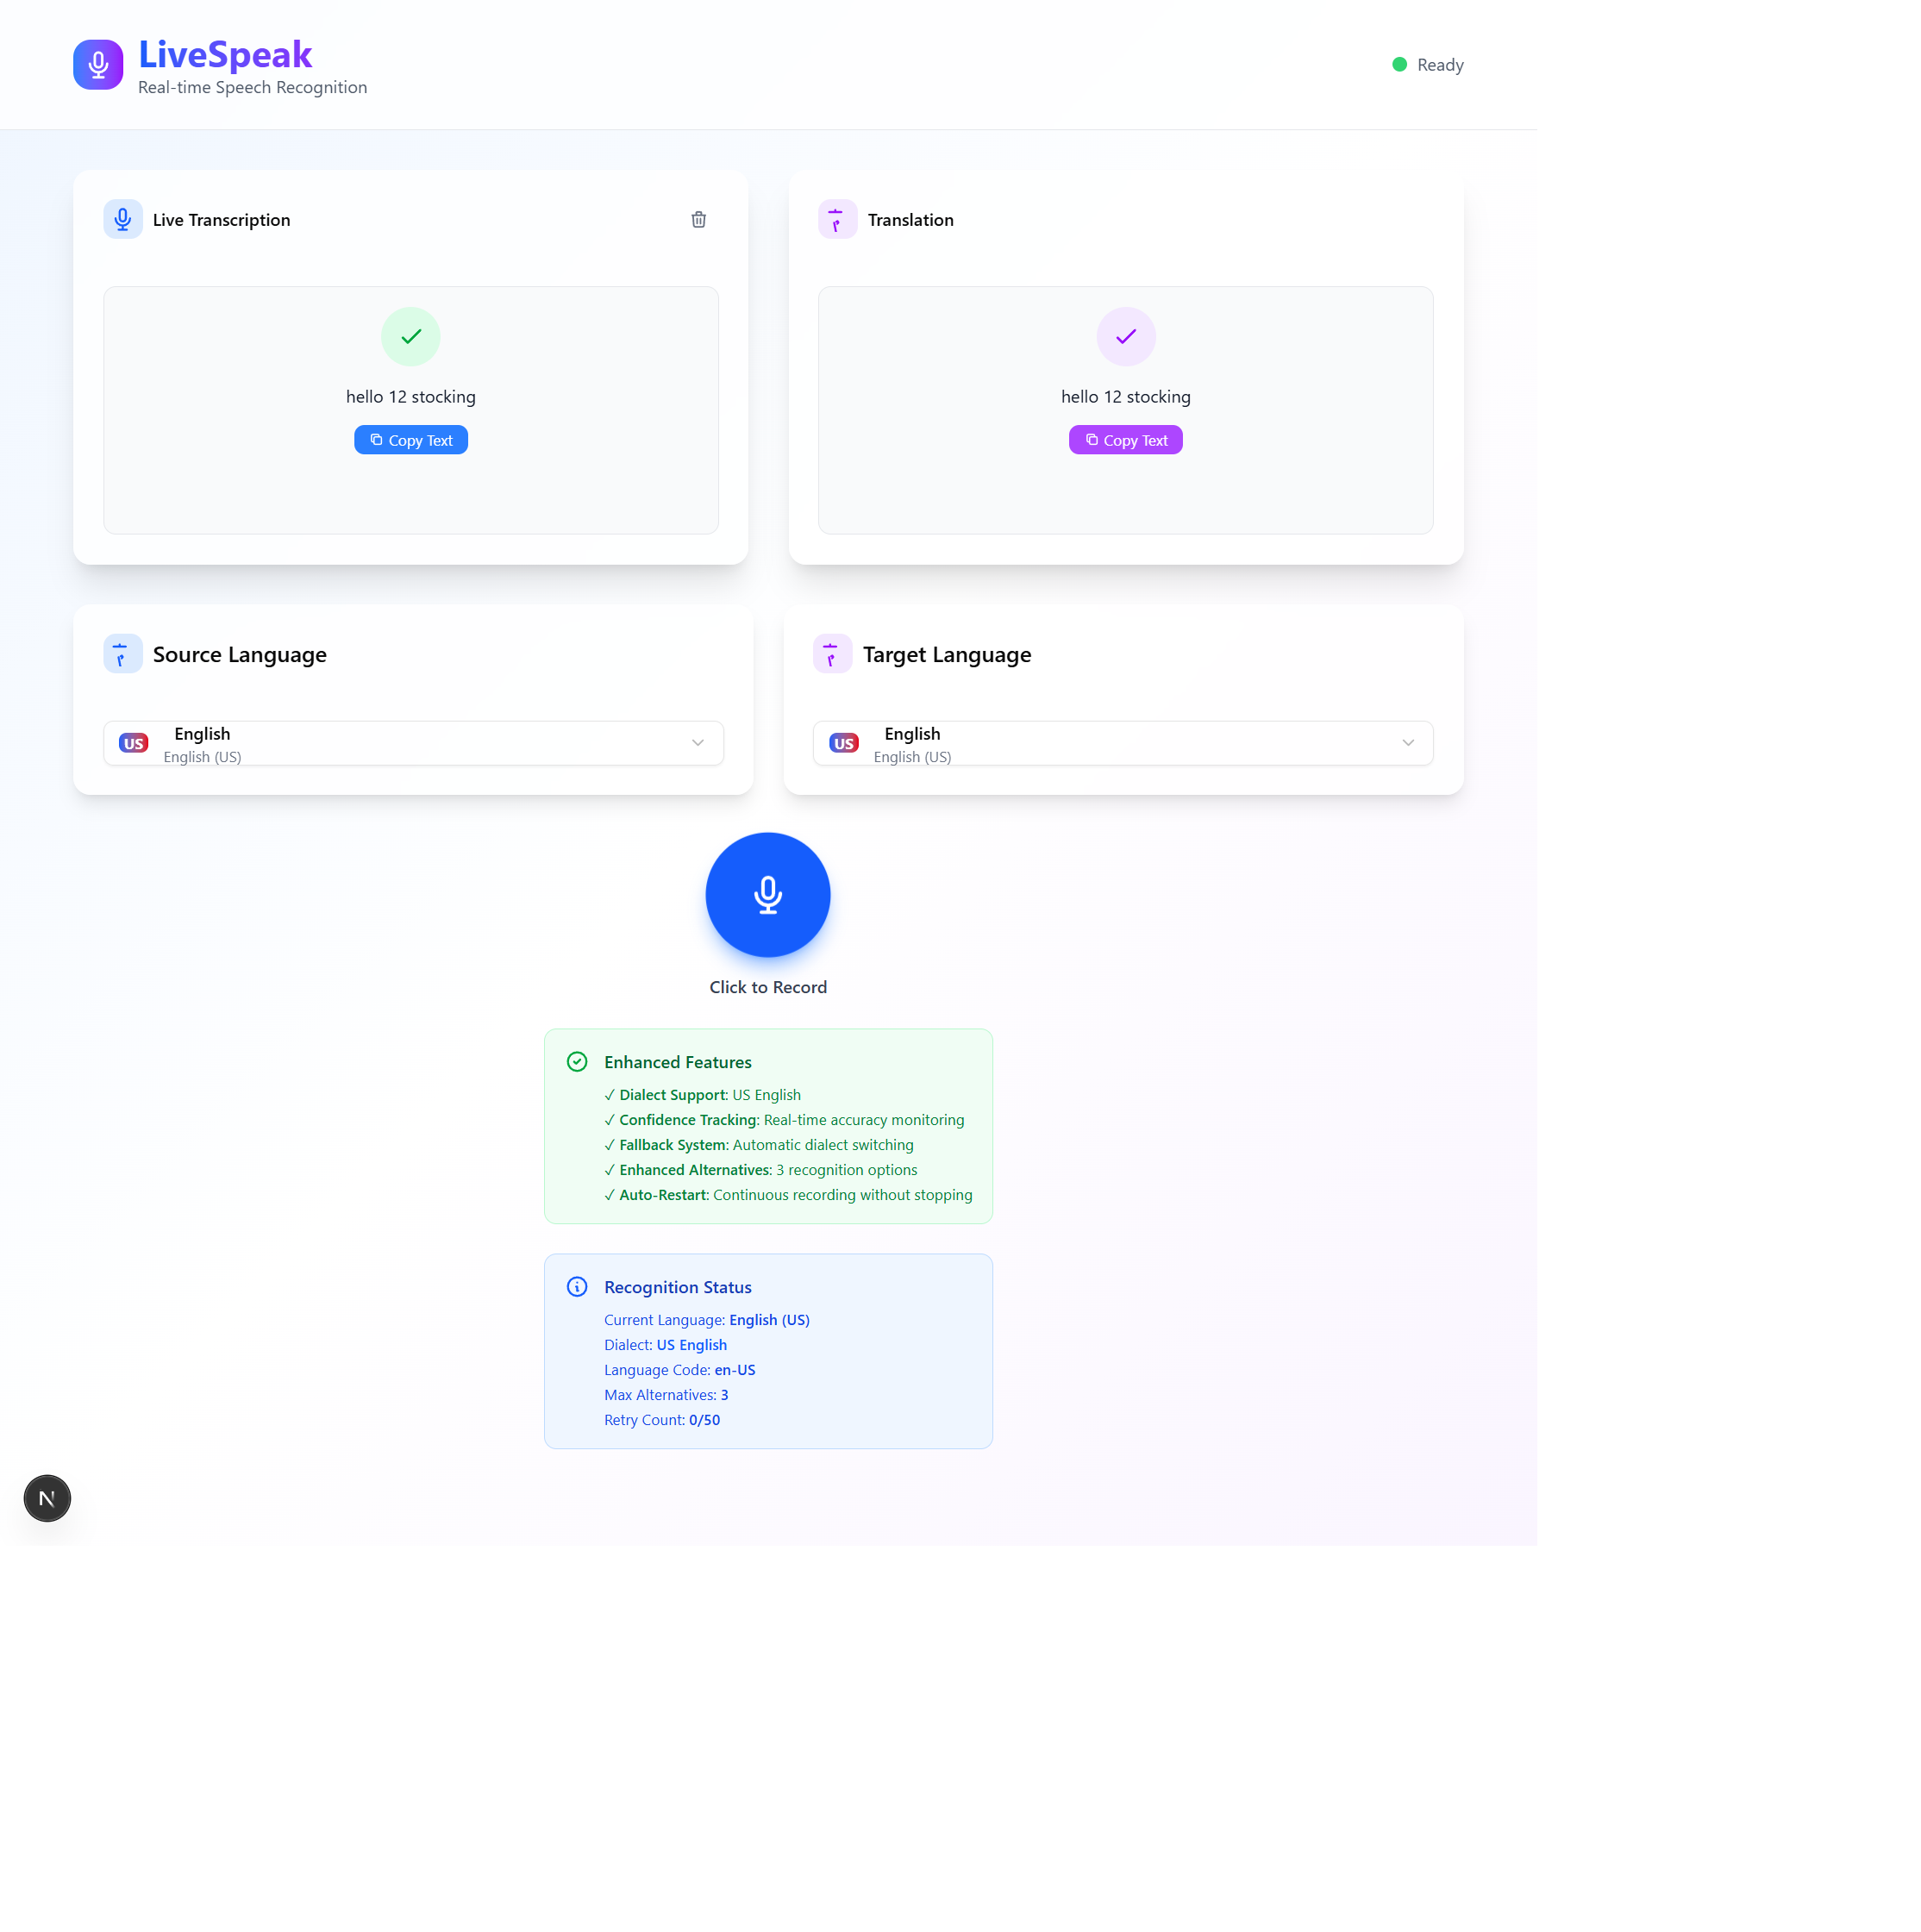 LiveSpeak
Real-time Speech Recognition
Ready
Live Transcription
hello 12 stocking
Copy Text
Translation
hello 12 stocking
Copy Text
Source Language
US
English
English (US)
Target Language
US
English
English (US)
Click to Record
Enhanced Features
✓ Dialect Support: US English
✓ Confidence Tracking: Real-time accuracy monitoring
✓ Fallback System: Automatic dialect switching
✓ Enhanced Alternatives: 3 recognition options
✓ Auto-Restart: Continuous recording without stopping
Recognition Status
Current Language: English (US)
Dialect: US English
Language Code: en-US
Max Alternatives: 3
Retry Count: 0/50
N